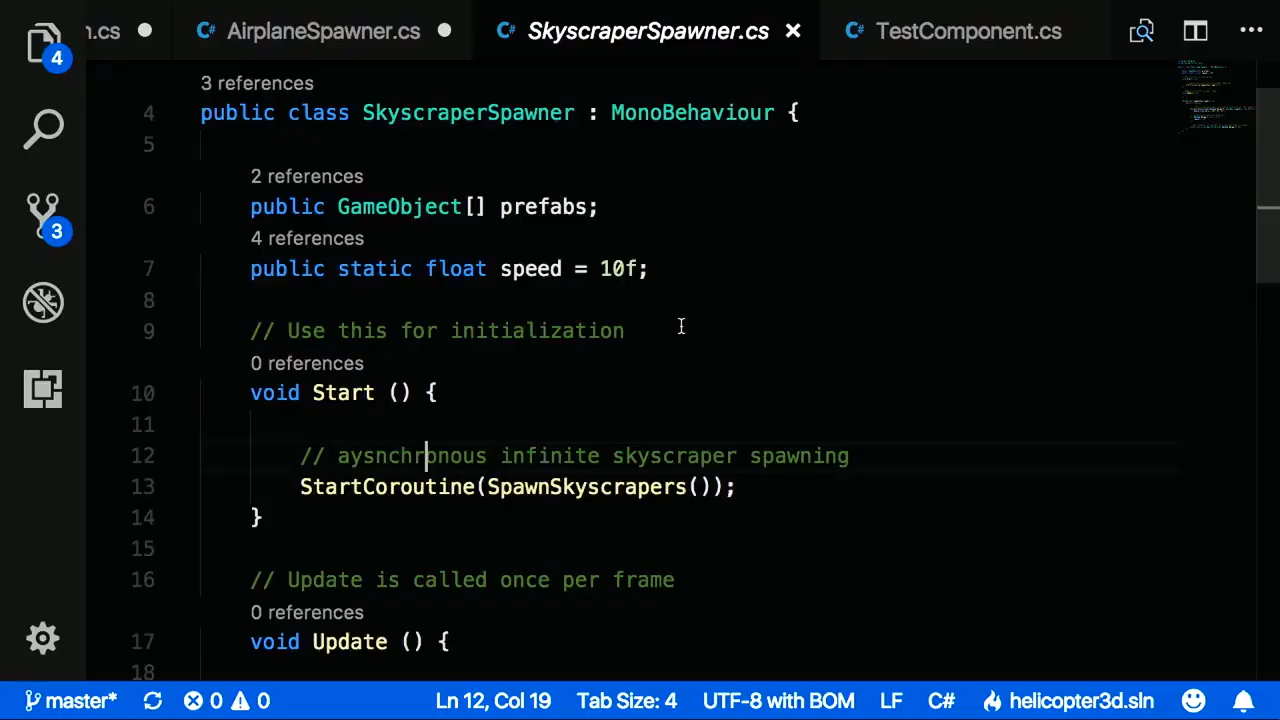 n.cs AirplaneSpawner.cs SkyscraperSpawner.cs TestComponent.cs
4
3
3 references
4 public class SkyscraperSpawner : MonoBehaviour {
5
2 references
6 public GameObject[] prefabs;
4 references
7 public static float speed = 10f;
8
9 // Use this for initialization
0 references
10 void Start () {
11
12 // aysnchronous infinite skyscraper spawning
13 StartCoroutine(SpawnSkyscrapers());
14 }
15
16 // Update is called once per frame
0 references
17 void Update () {
18
master* 0 0 Ln 12, Col 19 Tab Size: 4 UTF-8 with BOM LF C# helicopter3d.sln